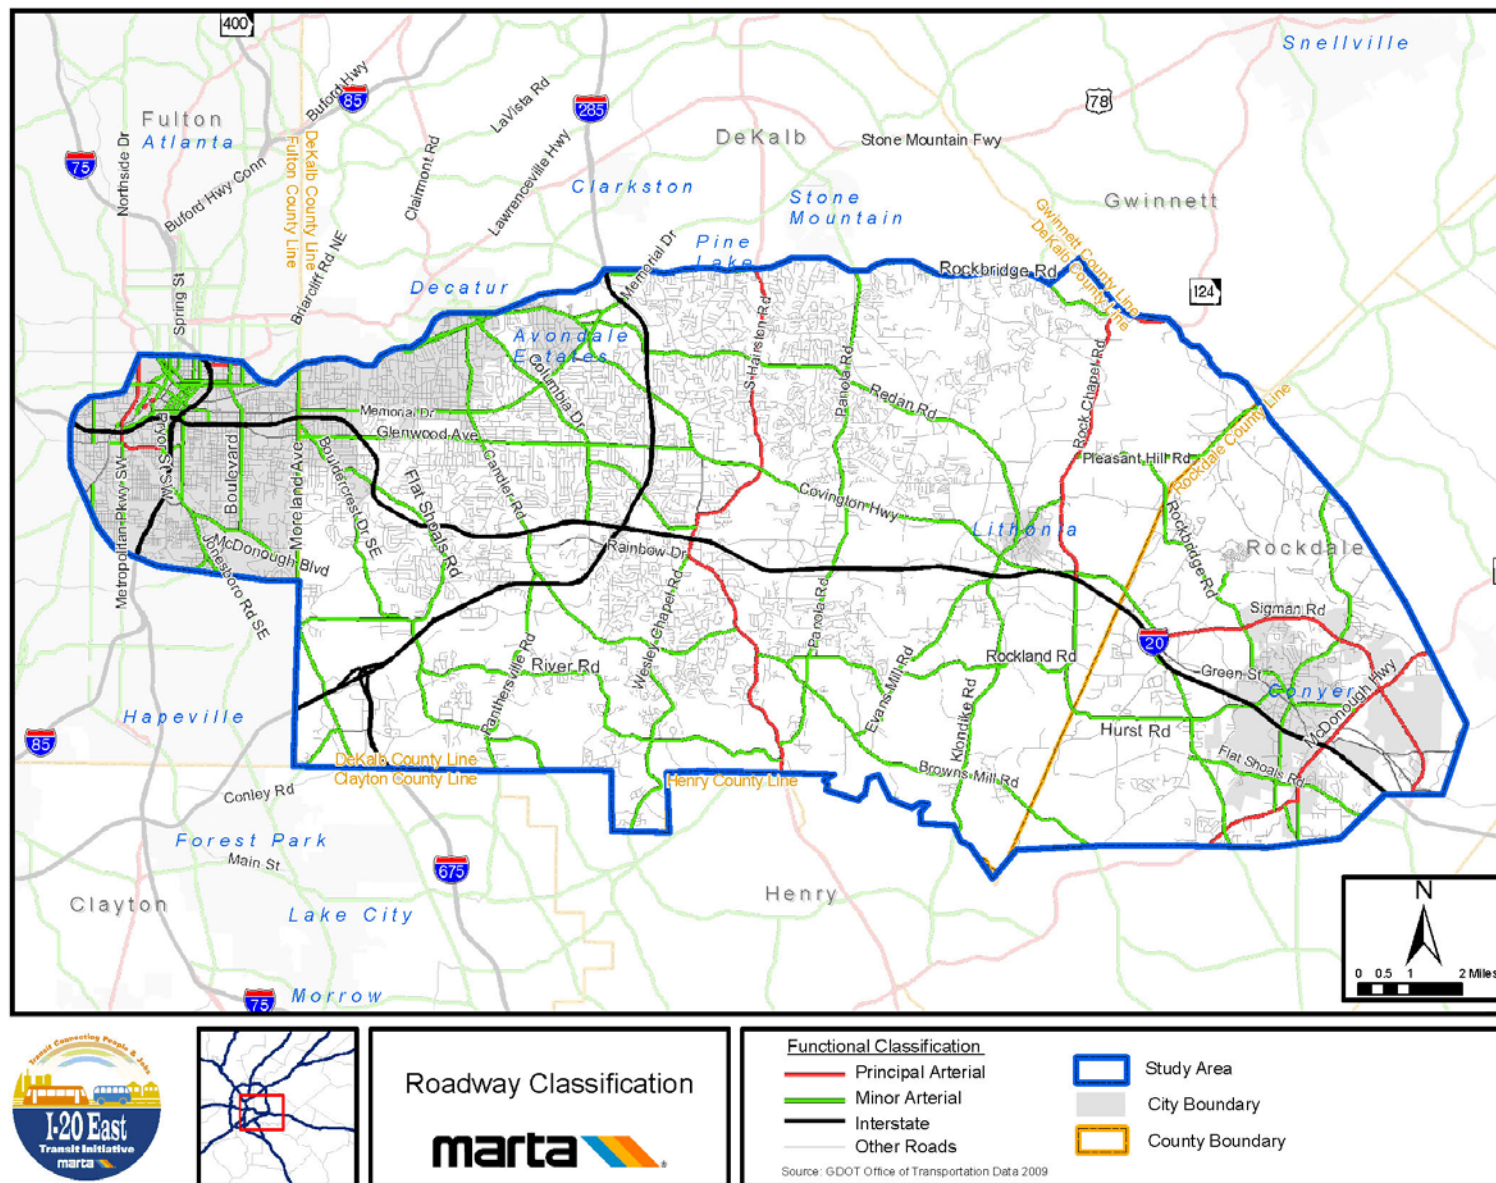 400
Snellville
Buford Hwy
85
Fulton
Atlanta
Northside Dr
75
Buford Hwy Conn
DeKalb County Line
Fulton County Line
Clairmont Rd
LaVista Rd
Lawrenceville Hwy
285
DeKalb
78
Stone Mountain Fwy
Clarkston
Stone
Mountain
Gwinnett
Gwinnett County Line
DeKalb County Line
Pine
Lake
Memorial Dr
Rockbridge Rd
124
Spring St
Briarcliff Rd NE
Decatur
Avondale
Estates
Columbia Dr
S Hairston Rd
Panola Rd
Redan Rd
Rock Chapel Rd
Rockdale County Line
Memorial Dr
Glenwood Ave
Pleasant Hill Rd
Metropolitan Pkwy SW
Pryor St SW
Boulevard
Moreland Ave
Bouldercrest Dr SE
Flat Shoals Rd
Candler Rd
Covington Hwy
Lithonia
Rockbridge Rd
Rockdale
McDonough Blvd
Jonesboro Rd SE
Rainbow Dr
Wesley Chapel Rd
Panola Rd
Sigman Rd
20
Panthersville Rd
River Rd
Evans Mill Rd
Rockland Rd
Klondike Rd
Green St
Conyer
McDonough Hwy
Hapeville
85
Hurst Rd
Flat Shoals Rd
DeKalb County Line
Clayton County Line
Henry County Line
Browns Mill Rd
Conley Rd
Forest Park
Main St
675
Clayton
Lake City
Henry
Morrow
75
N
0 0.5 1 2 Miles
Transit Connecting People & Jobs
I-20 East
Transit Initiative
marta
Roadway Classification
marta
Functional Classification
Principal Arterial
Minor Arterial
Interstate
Other Roads
Source: GDOT Office of Transportation Data 2009
Study Area
City Boundary
County Boundary